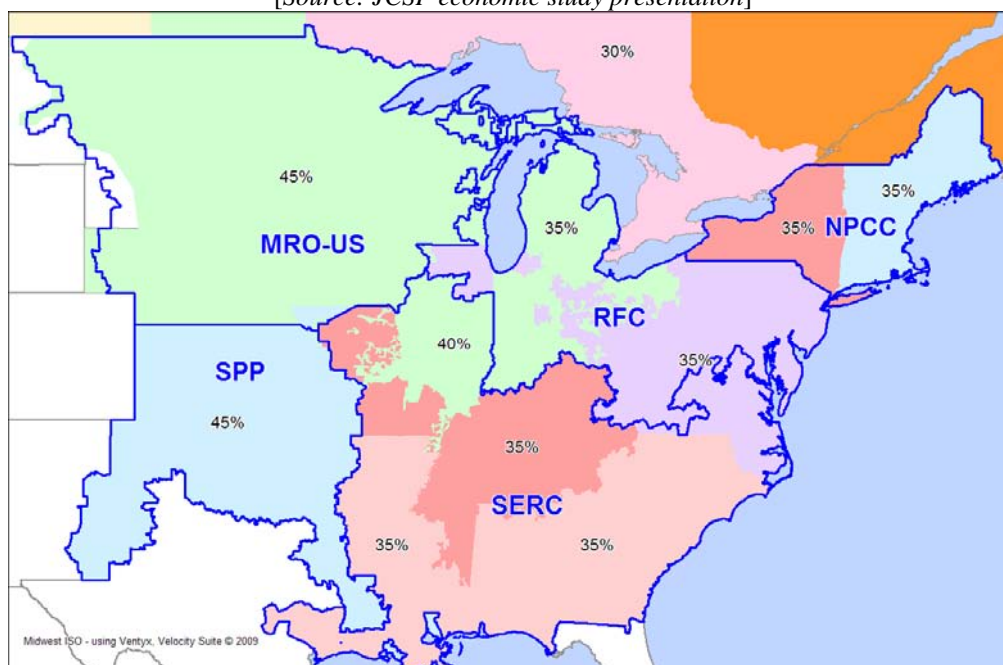 [Source: JCSP economic study presentation]
30%
45%
35%
35%
MRO-US
35%
NPCC
RFC
40%
35%
SPP
45%
35%
SERC
35%
35%
Midwest ISO - using Ventyx, Velocity Suite © 2009